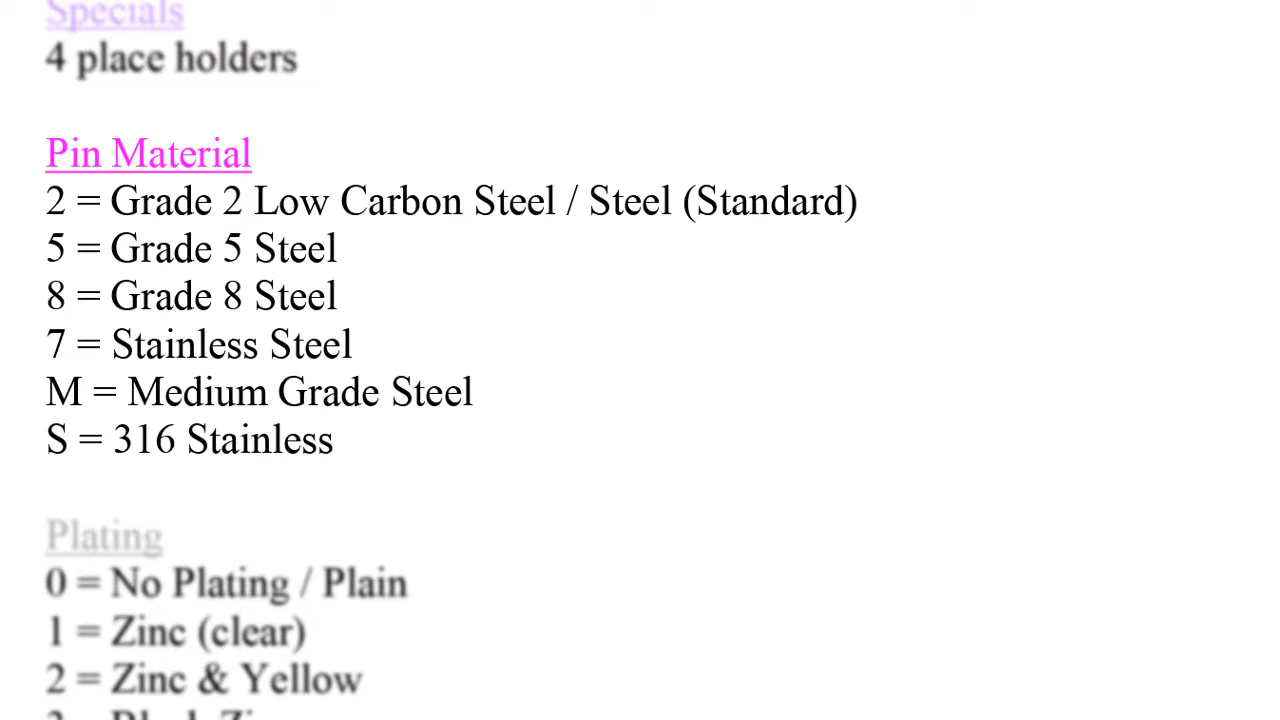 Specials
4 place holders
Pin Material
2 = Grade 2 Low Carbon Steel / Steel (Standard)
5 = Grade 5 Steel
8 = Grade 8 Steel
7 = Stainless Steel
M = Medium Grade Steel
S = 316 Stainless
Plating
0 = No Plating / Plain
1 = Zinc (clear)
2 = Zinc & Yellow